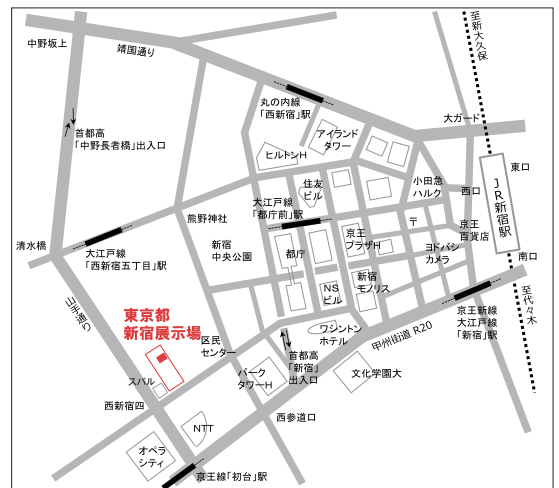 中野坂上
靖国通り
至新大久保
首都高
「中野長者橋」出入口
丸の内線
「西新宿」駅
アイランド
タワー
大ガード
ヒルトンH
住友
ビル
小田急
ハルク
西口
東口
JR新宿駅
熊野神社
大江戸線
「都庁前」駅
〒
京王
百貨店
清水橋
大江戸線
「西新宿五丁目」駅
新宿
中央公園
都庁
京王
プラザH
ヨドバシ
カメラ
南口
山手通り
NS
ビル
新宿
モノリス
至代々木
東京都
新宿展示場
区民
センター
ワシントン
ホテル
甲州街道 R20
京王新線
大江戸線
「新宿」駅
首都高
「新宿」
出入口
スバル
パーク
タワーH
文化学園大
西新宿四
NTT
西参道口
オペラ
シティ
京王線「初台」駅